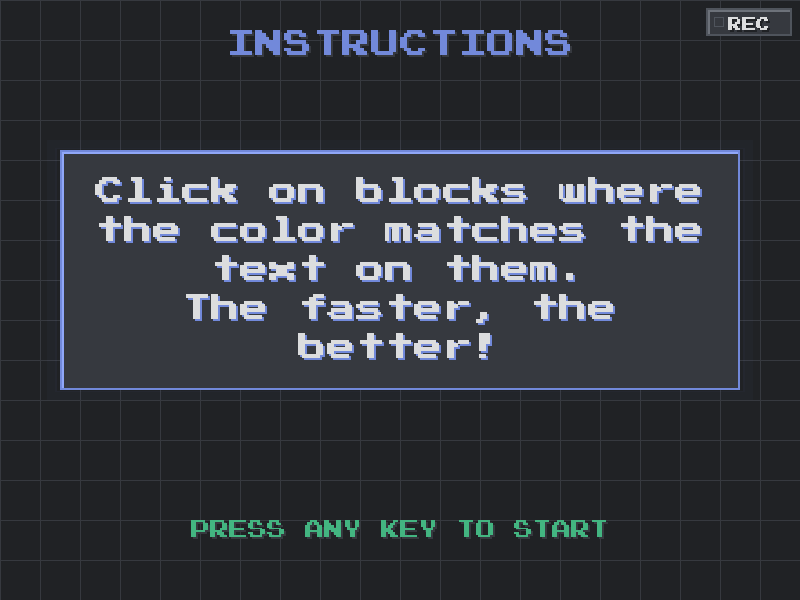 INSTRUCTIONS
REC
Click on blocks where
the color matches the
text on them.
The faster, the
better!
PRESS ANY KEY TO START